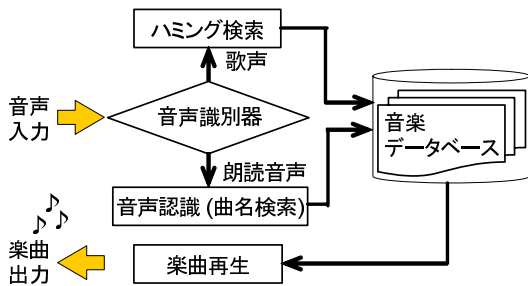 ハミング検索
歌声
音声
入力
音声識別器
音楽
データベース
朗読音声
音声認識 (曲名検索)
楽曲
出力
楽曲再生